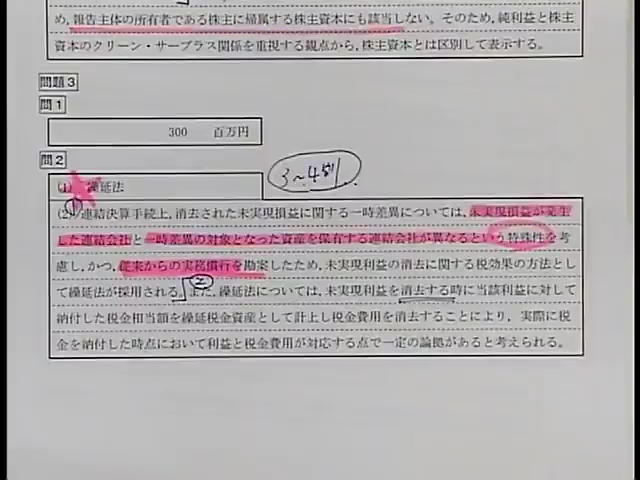 め,報告主体の所有者である株主に帰属する株主資本にも該当しない。そのため,純利益と株主
資本のクリーン・サープラス関係を重視する観点から,株主資本とは区別して表示する。
問題3
問1
300 百万円
問2
3〜4割
(1) 繰延法
①
(2) 連結決算手続上,消去された未実現損益に関する一時差異については,未実現損益が発生
した連結会社と一時差異の対象となった資産を保有する連結会社が異なるという特殊性を考
慮し,かつ,従来からの実務慣行を勘案したため,未実現利益の消去に関する税効果の方法とし
②
て繰延法が採用される。また,繰延法については,未実現利益を消去する時に当該利益に対して
納付した税金相当額を繰延税金資産として計上し税金費用を消去することにより,実際に税
金を納付した時点において利益と税金費用が対応する点で一定の論拠があると考えられる。